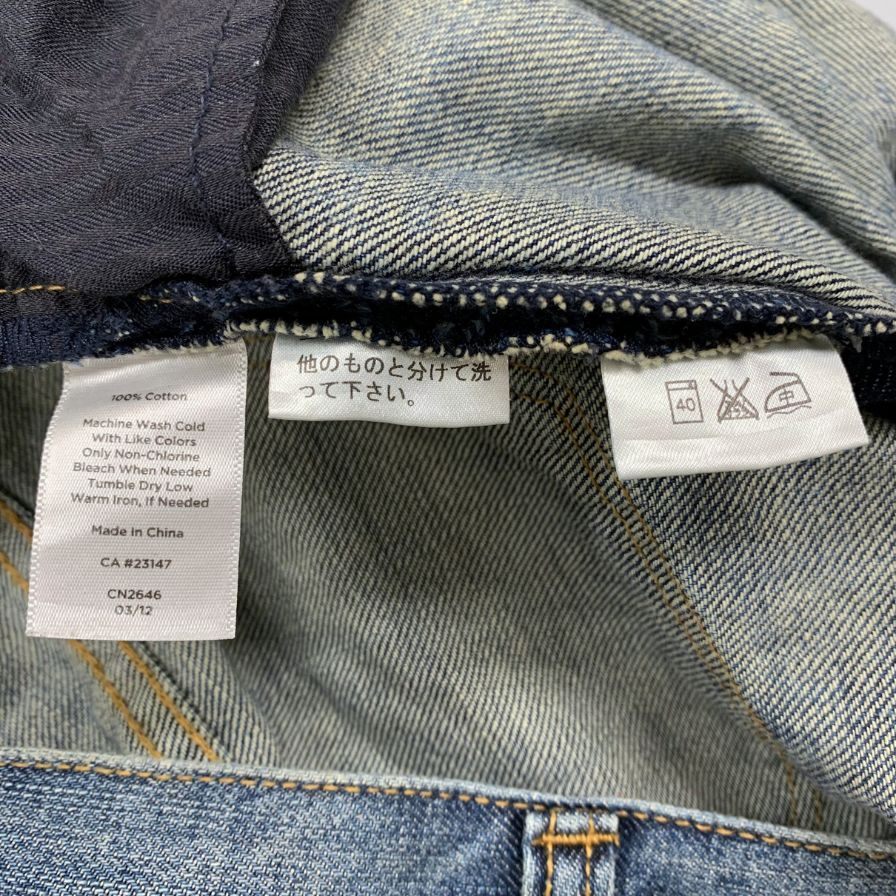 100% Cotton
Machine Wash Cold
With Like Colors
Only Non-Chlorine
Bleach When Needed
Tumble Dry Low
Warm Iron, If Needed
Made in China
CA #23147
CN2646
03/12
他のものと分けて洗
って下さい。
40
中